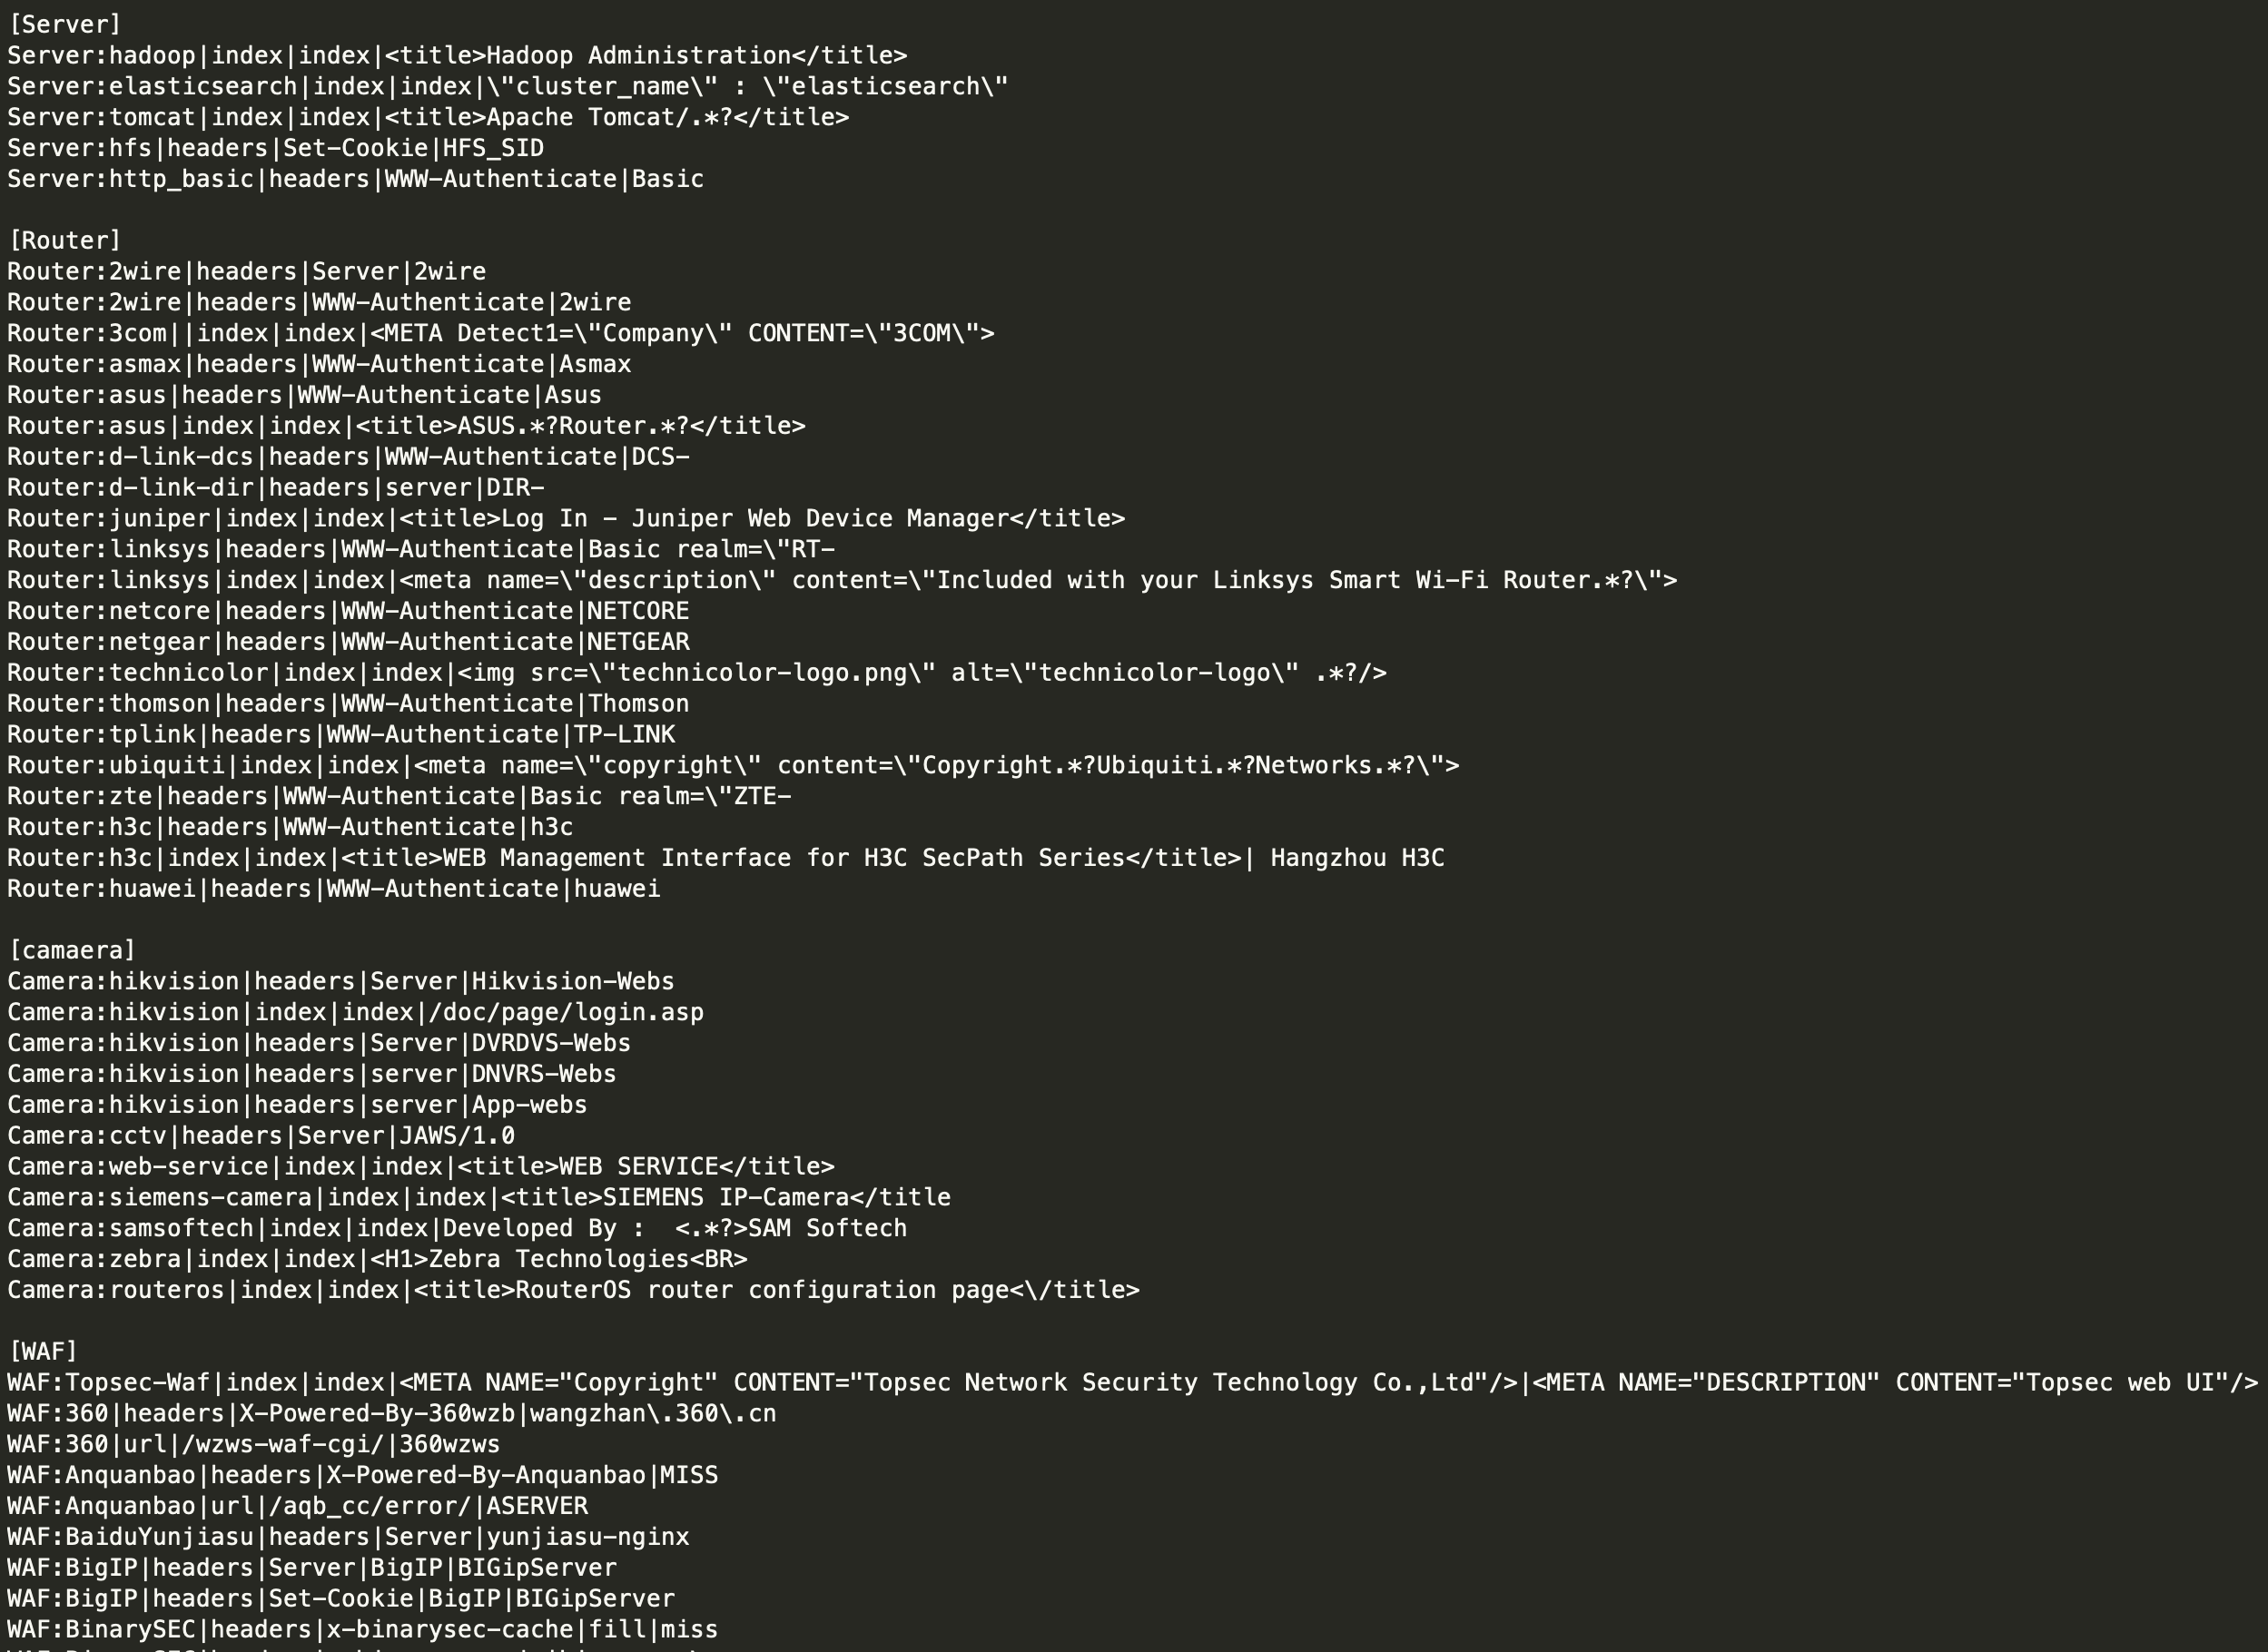 [Server]
Server:hadoop|index|index|<title>Hadoop Administration</title>
Server:elasticsearch|index|index|\"cluster_name\" : \"elasticsearch\"
Server:tomcat|index|index|<title>Apache Tomcat/.*?</title>
Server:hfs|headers|Set-Cookie|HFS_SID
Server:http_basic|headers|WWW-Authenticate|Basic

[Router]
Router:2wire|headers|Server|2wire
Router:2wire|headers|WWW-Authenticate|2wire
Router:3com||index|index|<META Detect1=\"Company\" CONTENT=\"3COM\">
Router:asmax|headers|WWW-Authenticate|Asmax
Router:asus|headers|WWW-Authenticate|Asus
Router:asus|index|index|<title>ASUS.*?Router.*?</title>
Router:d-link-dcs|headers|WWW-Authenticate|DCS-
Router:d-link-dir|headers|server|DIR-
Router:juniper|index|index|<title>Log In - Juniper Web Device Manager</title>
Router:linksys|headers|WWW-Authenticate|Basic realm=\"RT-
Router:linksys|index|index|<meta name=\"description\" content=\"Included with your Linksys Smart Wi-Fi Router.*?\">
Router:netcore|headers|WWW-Authenticate|NETCORE
Router:netgear|headers|WWW-Authenticate|NETGEAR
Router:technicolor|index|index|<img src=\"technicolor-logo.png\" alt=\"technicolor-logo\" .*?/>
Router:thomson|headers|WWW-Authenticate|Thomson
Router:tplink|headers|WWW-Authenticate|TP-LINK
Router:ubiquiti|index|index|<meta name=\"copyright\" content=\"Copyright.*?Ubiquiti.*?Networks.*?\">
Router:zte|headers|WWW-Authenticate|Basic realm=\"ZTE-
Router:h3c|headers|WWW-Authenticate|h3c
Router:h3c|index|index|<title>WEB Management Interface for H3C SecPath Series</title>| Hangzhou H3C
Router:huawei|headers|WWW-Authenticate|huawei

[camaera]
Camera:hikvision|headers|Server|Hikvision-Webs
Camera:hikvision|index|index|/doc/page/login.asp
Camera:hikvision|headers|Server|DVRDVS-Webs
Camera:hikvision|headers|server|DNVRS-Webs
Camera:hikvision|headers|server|App-webs
Camera:cctv|headers|Server|JAWS/1.0
Camera:web-service|index|index|<title>WEB SERVICE</title>
Camera:siemens-camera|index|index|<title>SIEMENS IP-Camera</title
Camera:samsoftech|index|index|Developed By :  <.*?>SAM Softech
Camera:zebra|index|index|<H1>Zebra Technologies<BR>
Camera:routeros|index|index|<title>RouterOS router configuration page<\/title>

[WAF]
WAF:Topsec-Waf|index|index|<META NAME="Copyright" CONTENT="Topsec Network Security Technology Co.,Ltd"/>|<META NAME="DESCRIPTION" CONTENT="Topsec web UI"/>
WAF:360|headers|X-Powered-By-360wzb|wangzhan\.360\.cn
WAF:360|url|/wzws-waf-cgi/|360wzws
WAF:Anquanbao|headers|X-Powered-By-Anquanbao|MISS
WAF:Anquanbao|url|/aqb_cc/error/|ASERVER
WAF:BaiduYunjiasu|headers|Server|yunjiasu-nginx
WAF:BigIP|headers|Server|BigIP|BIGipServer
WAF:BigIP|headers|Set-Cookie|BigIP|BIGipServer
WAF:BinarySEC|headers|x-binarysec-cache|fill|miss